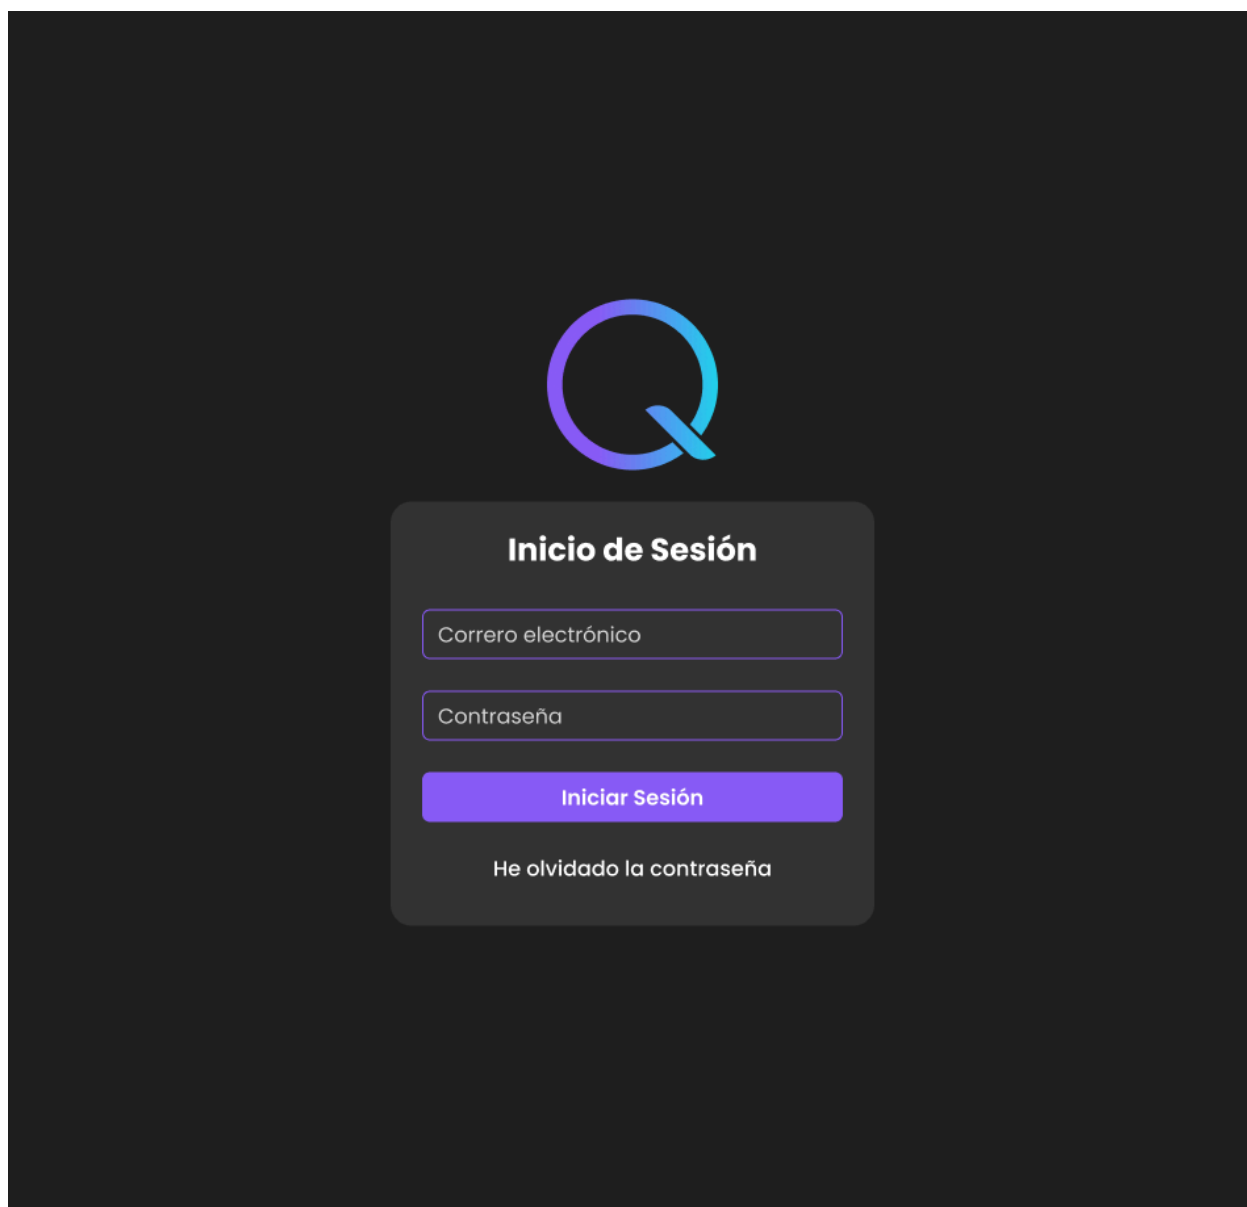 Inicio de Sesión
Correro electrónico
Contraseña
Iniciar Sesión
He olvidado la contraseña